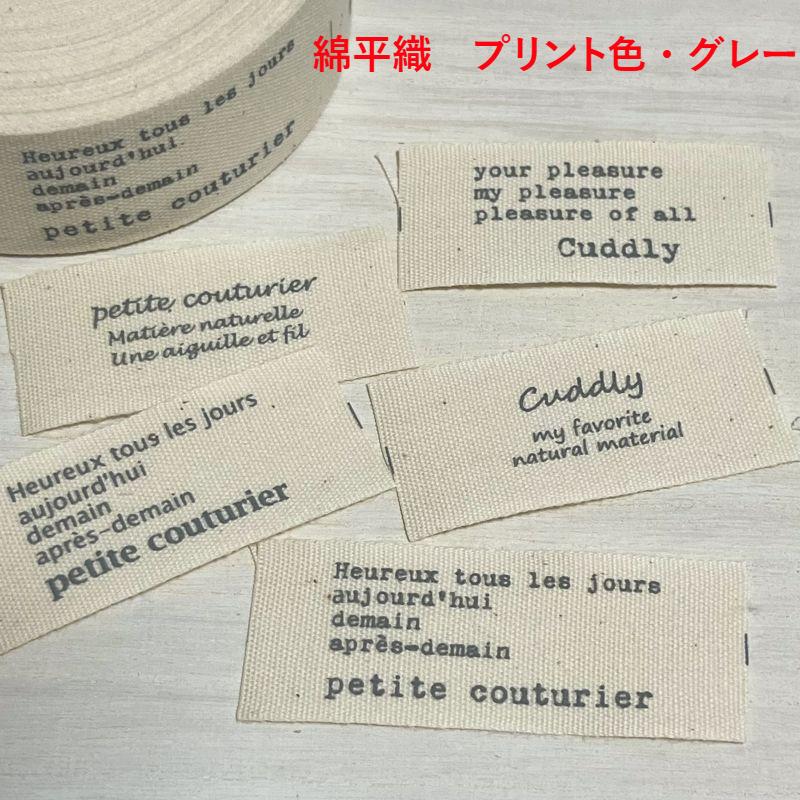 綿平織　プリント色・グレー
Heureux tous les jours
aujourd'hui
demain
après-demain
petite couturier
your pleasure
my pleasure
pleasure of all
Cuddly
petite couturier
Matière naturelle
Une aiguille et fil
Cuddly
my favorite
natural material
Heureux tous les jours
aujourd'hui
demain
après-demain
petite couturier
Heureux tous les jours
aujourd'hui
demain
après-demain
petite couturier